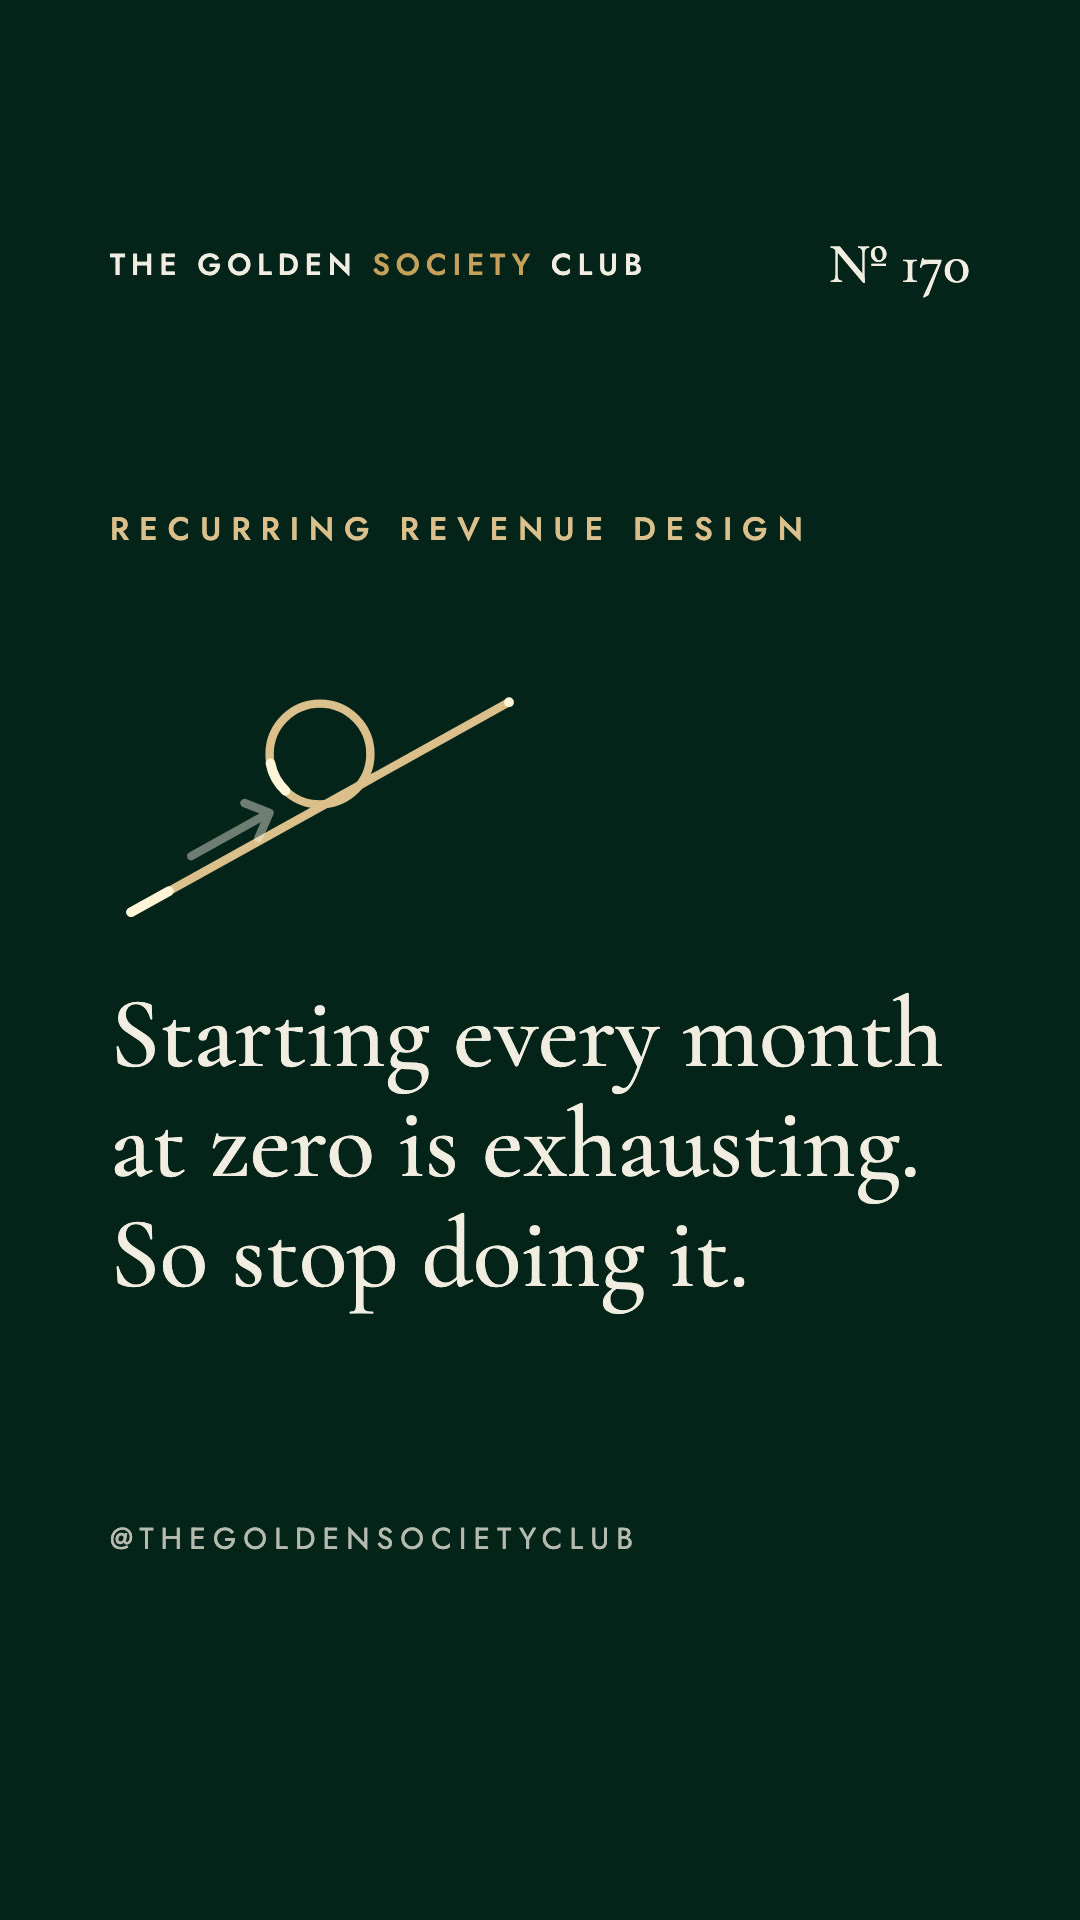 THE GOLDEN SOCIETY CLUB
Nº 170
RECURRING REVENUE DESIGN
Starting every month
at zero is exhausting.
So stop doing it.
@THEGOLDENSOCIETYCLUB